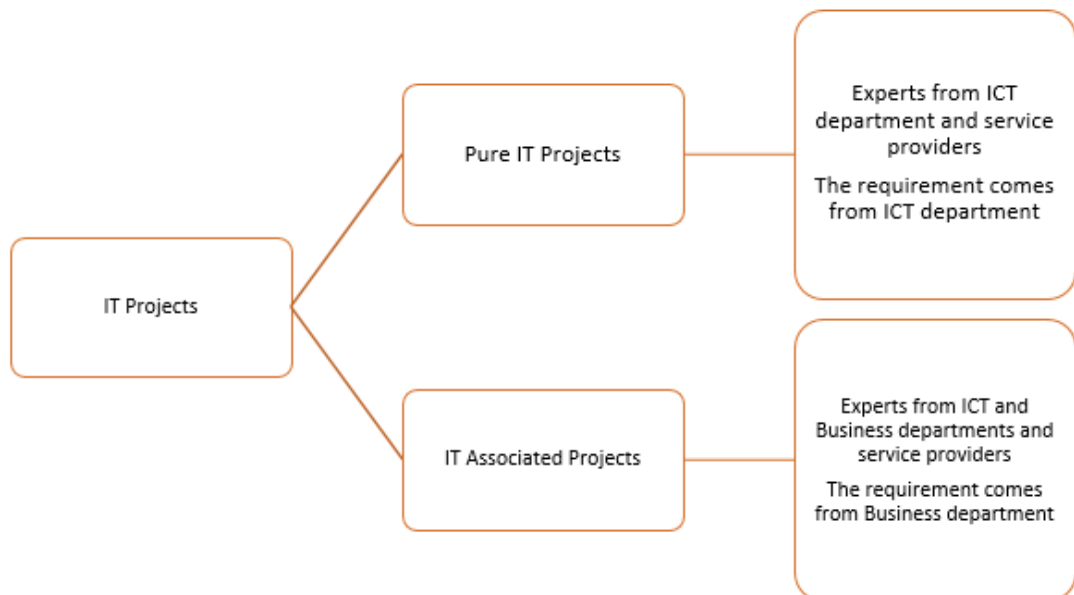 IT Projects
Pure IT Projects
Experts from ICT
department and service
providers
The requirement comes
from ICT department
IT Associated Projects
Experts from ICT and
Business departments and
service providers
The requirement comes
from Business department